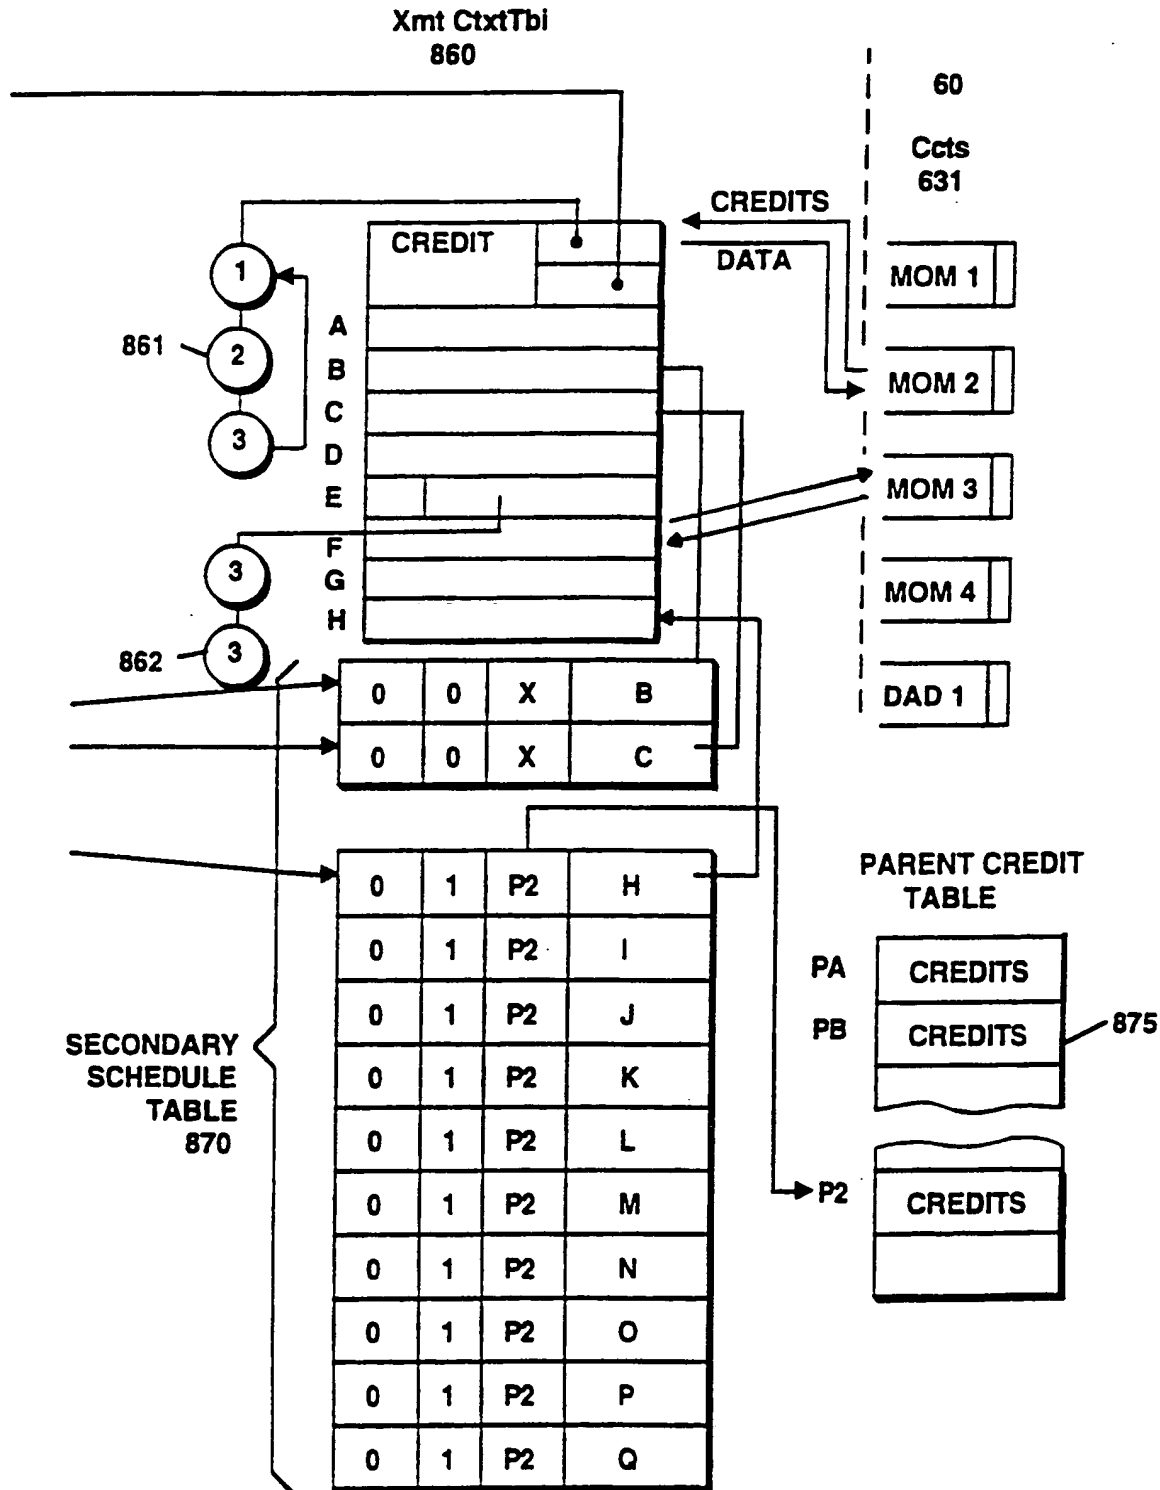 Xmt CtxtTbl
860
60
Ccts
631
CREDITS
DATA
CREDIT
MOM 1
MOM 2
MOM 3
MOM 4
DAD 1
1
2
3
861
3
3
862
A
B
C
D
E
F
G
H
0 0 X B
0 0 X C
0 1 P2 H
0 1 P2 I
0 1 P2 J
0 1 P2 K
0 1 P2 L
0 1 P2 M
0 1 P2 N
0 1 P2 O
0 1 P2 P
0 1 P2 Q
SECONDARY
SCHEDULE
TABLE
870
PARENT CREDIT
TABLE
PA CREDITS
PB CREDITS
875
P2 CREDITS